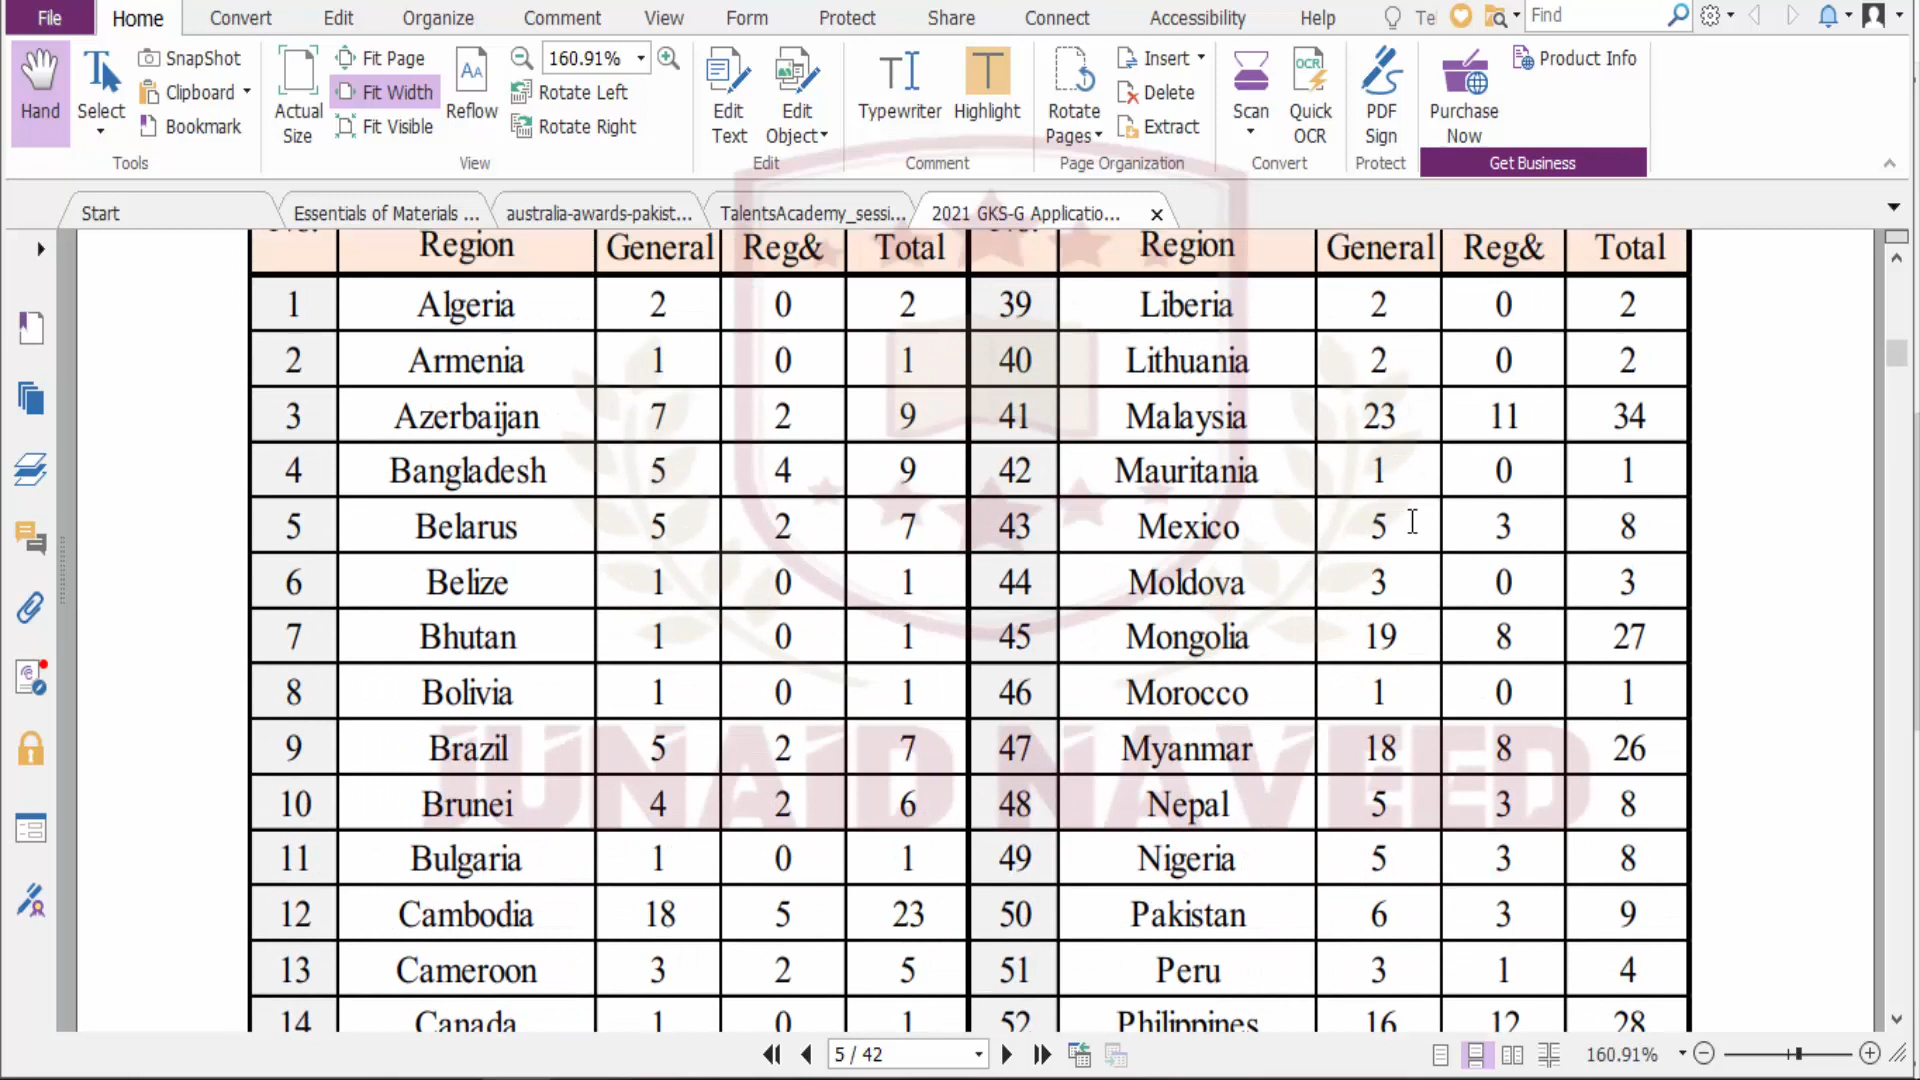 File Home Convert Edit Organize Comment View Form Protect Share Connect Accessibility Help Tel Find
Hand Select SnapShot Clipboard Bookmark
Tools
Actual Size Fit Page Fit Width Fit Visible Reflow 160.91% Rotate Left Rotate Right
View
Edit Text Edit Object
Edit
Typewriter Highlight
Comment
Rotate Pages Insert Delete Extract
Page Organization
Scan Quick OCR
Convert
PDF Sign
Protect
Purchase Now Product Info
Get Business
Start Essentials of Materials ... australia-awards-pakist... TalentsAcademy_sessi... 2021 GKS-G Applicatio...
Region General Reg& Total Region General Reg& Total
1 Algeria 2 0 2 39 Liberia 2 0 2
2 Armenia 1 0 1 40 Lithuania 2 0 2
3 Azerbaijan 7 2 9 41 Malaysia 23 11 34
4 Bangladesh 5 4 9 42 Mauritania 1 0 1
5 Belarus 5 2 7 43 Mexico 5 3 8
6 Belize 1 0 1 44 Moldova 3 0 3
7 Bhutan 1 0 1 45 Mongolia 19 8 27
8 Bolivia 1 0 1 46 Morocco 1 0 1
9 Brazil 5 2 7 47 Myanmar 18 8 26
10 Brunei 4 2 6 48 Nepal 5 3 8
11 Bulgaria 1 0 1 49 Nigeria 5 3 8
12 Cambodia 18 5 23 50 Pakistan 6 3 9
13 Cameroon 3 2 5 51 Peru 3 1 4
14 Canada 1 0 1 52 Philippines 16 12 28
JUNAID NAVEED
5 / 42 160.91%